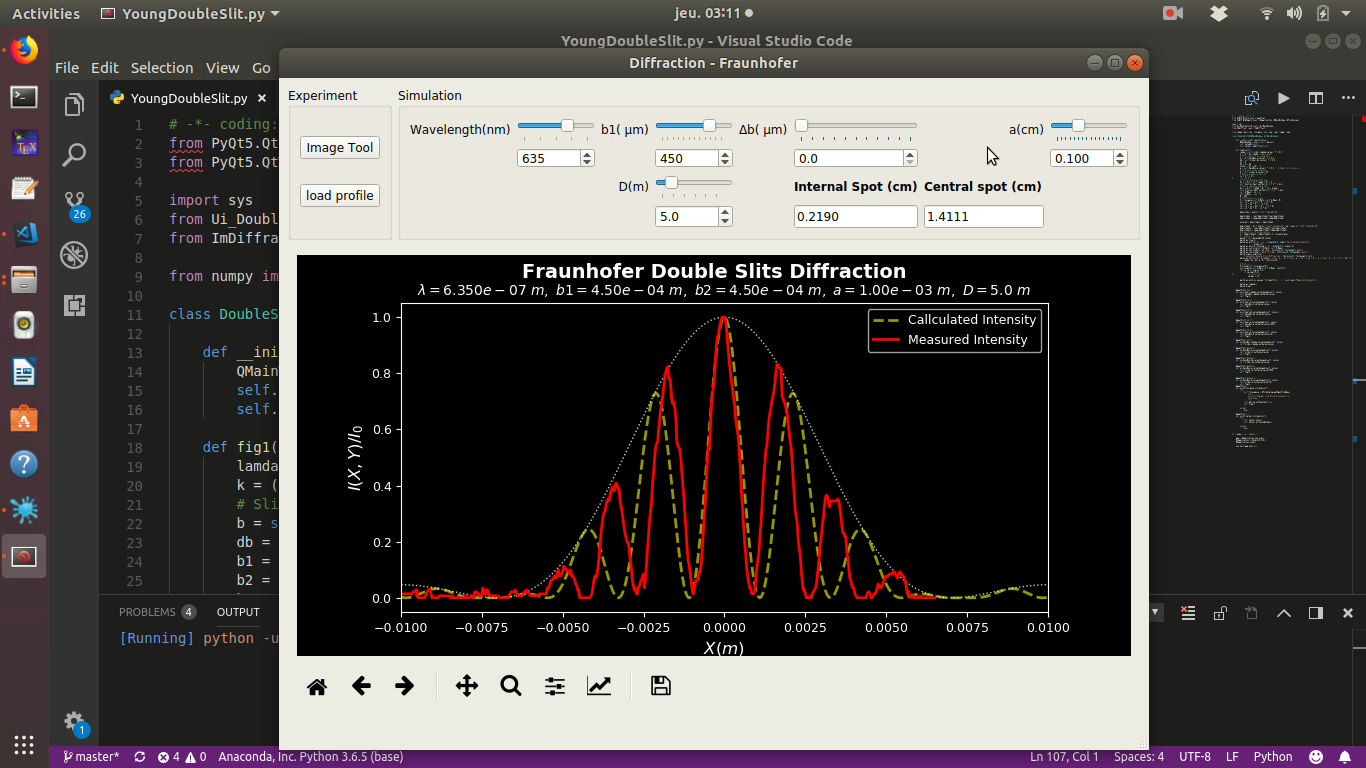 Activities YoungDoubleSlit.py jeu. 03:11
YoungDoubleSlit.py - Visual Studio Code
Diffraction - Fraunhofer
File Edit Selection View Go
YoungDoubleSlit.py
1 # -*- coding:
2 from PyQt5.Qt
3 from PyQt5.Qt
4
5 import sys
6 from Ui_Doubl
7 from ImDiffra
8
9 from numpy im
10
11 class DoubleS
12
13 def __ini
14 QMain
15 self.
16 self.
17
18 def fig1(
19 lamda
20 k = (
21 # Sli
22 b = s
23 db =
24 b1 =
25 b2 =
Experiment
Image Tool
load profile
Simulation
Wavelength(nm) b1( µm) Δb( µm) a(cm)
635 450 0.0 0.100
D(m) Internal Spot (cm) Central spot (cm)
5.0 0.2190 1.4111
Fraunhofer Double Slits Diffraction
λ = 6.350e − 07 m, b1 = 4.50e − 04 m, b2 = 4.50e − 04 m, a = 1.00e − 03 m, D = 5.0 m
Callculated Intensity
Measured Intensity
I(X, Y)/I₀
1.0
0.8
0.6
0.4
0.2
0.0
−0.0100 −0.0075 −0.0050 −0.0025 0.0000 0.0025 0.0050 0.0075 0.0100
X(m)
26
1
PROBLEMS 4 OUTPUT
[Running] python -u
master* 4 0 Anaconda, Inc. Python 3.6.5 (base) Ln 107, Col 1 Spaces: 4 UTF-8 LF Python